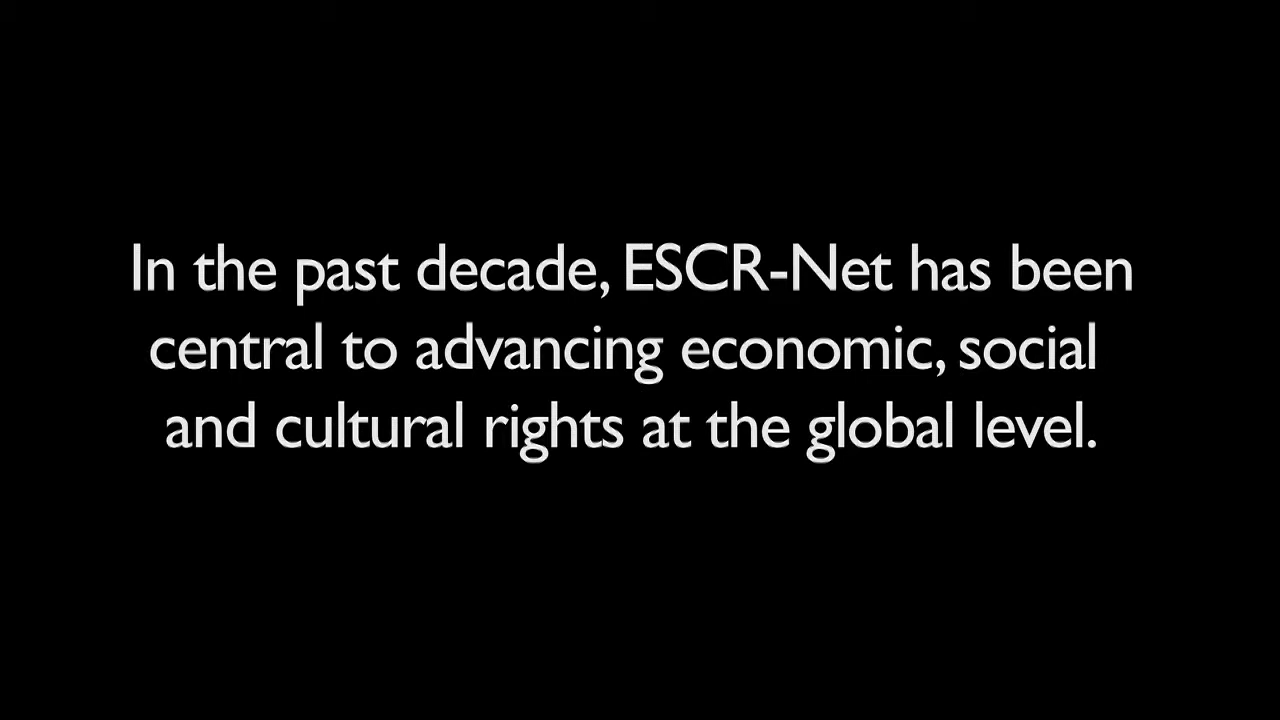 In the past decade, ESCR-Net has been
central to advancing economic, social
and cultural rights at the global level.